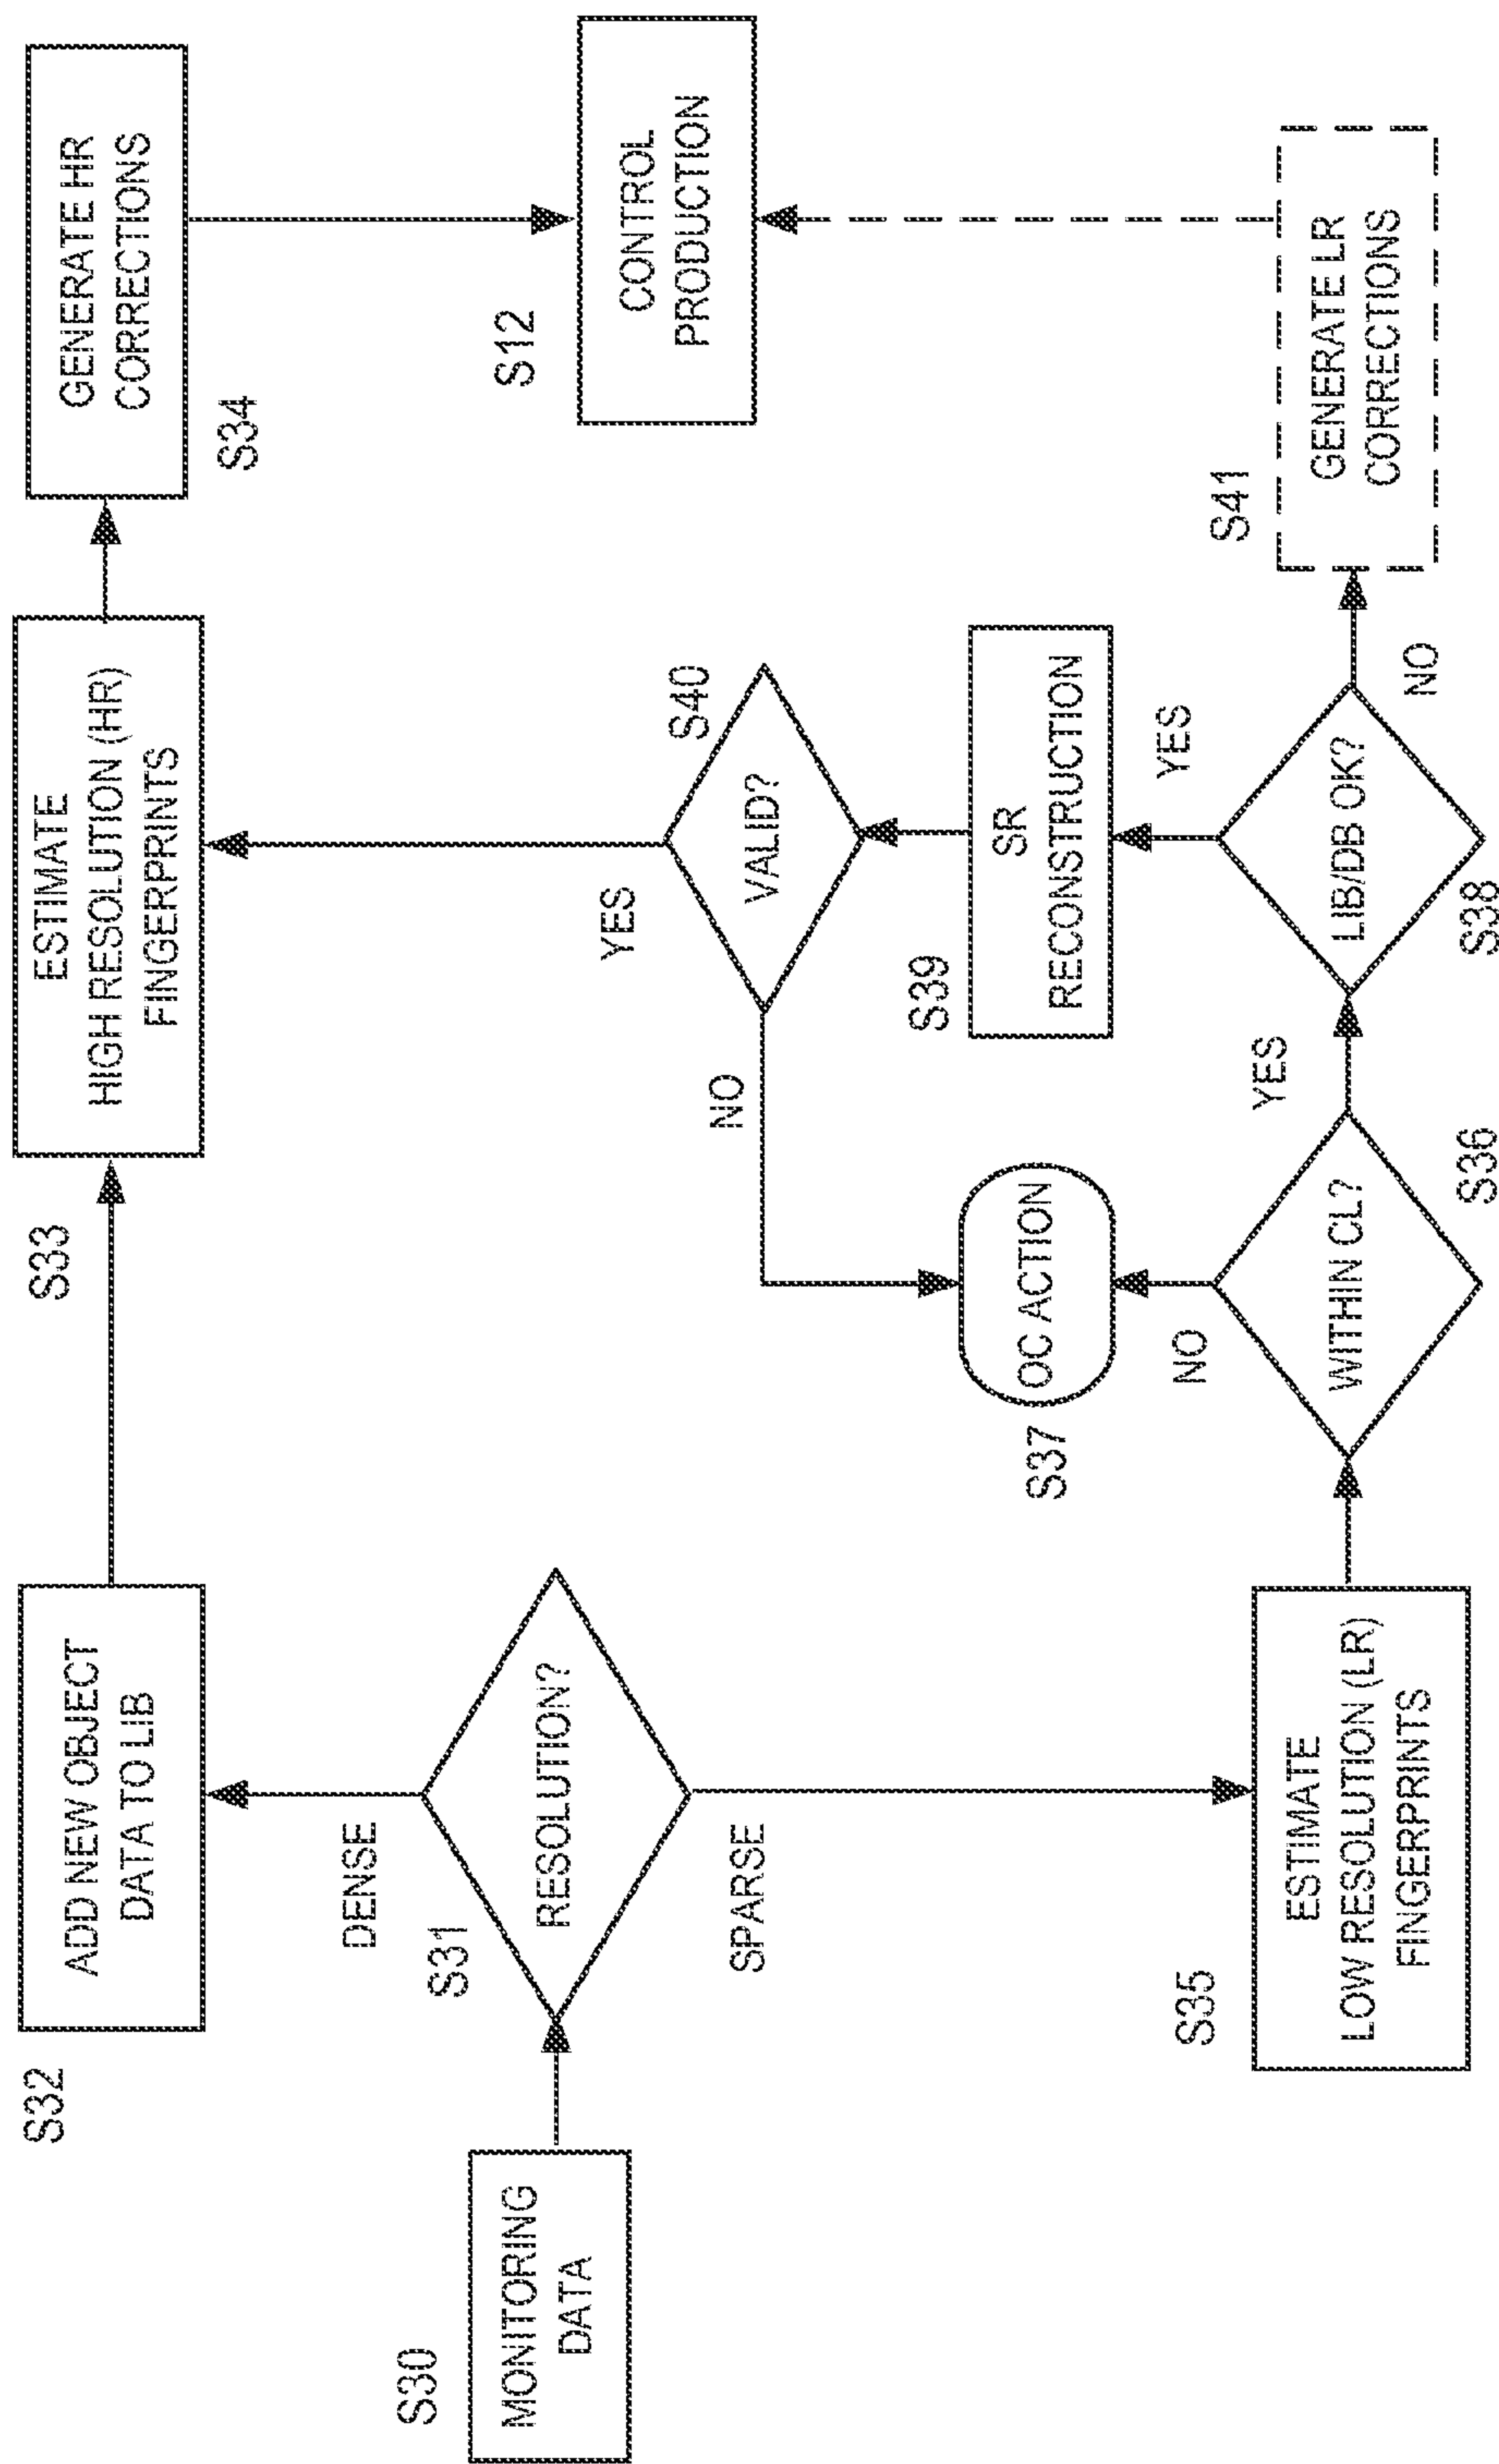 S30
MONITORING
DATA
S31
RESOLUTION?
DENSE
SPARSE
S32
ADD NEW OBJECT
DATA TO LIB
S33
ESTIMATE
HIGH RESOLUTION (HR)
FINGERPRINTS
S34
GENERATE HR
CORRECTIONS
S12
CONTROL
PRODUCTION
S35
ESTIMATE
LOW RESOLUTION (LR)
FINGERPRINTS
S36
WITHIN CL?
NO
YES
S37
OC ACTION
S38
LIB/DB OK?
YES
NO
S39
SR
RECONSTRUCTION
S40
VALID?
NO
YES
S41
GENERATE LR
CORRECTIONS